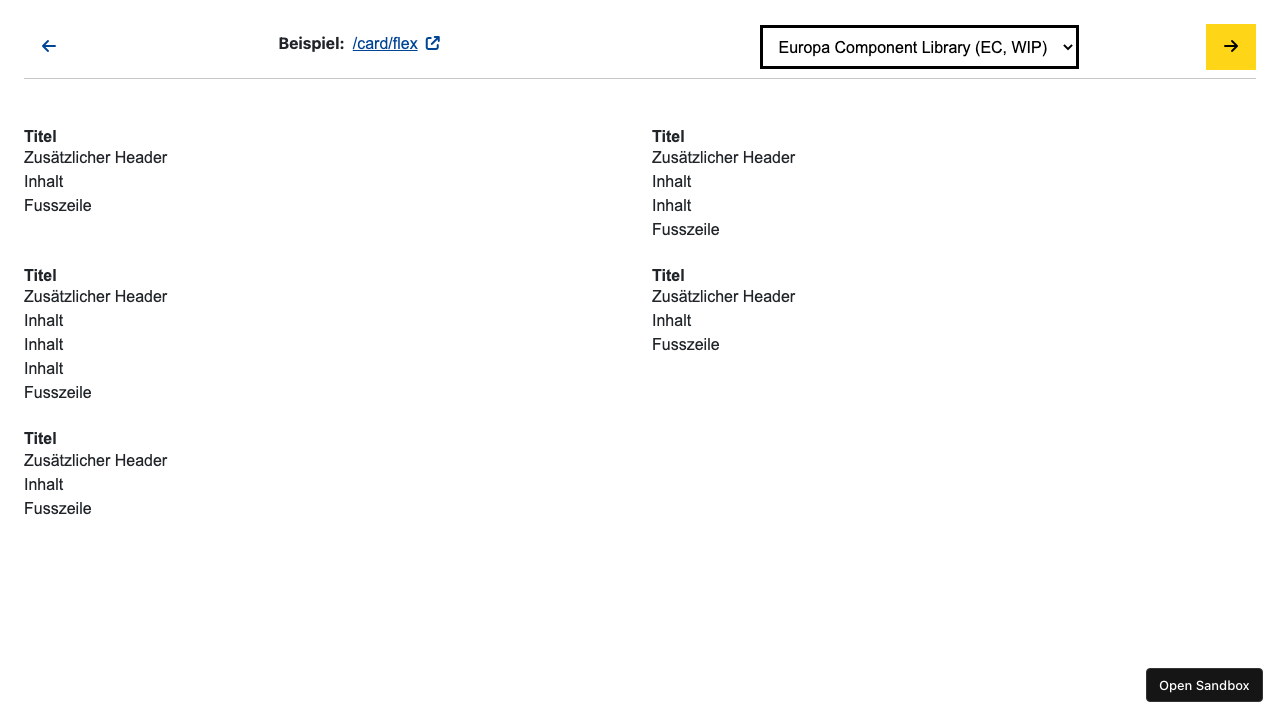 Beispiel: /card/flex
Europa Component Library (EC, WIP)
Titel
Zusätzlicher Header
Inhalt
Fusszeile
Titel
Zusätzlicher Header
Inhalt
Inhalt
Fusszeile
Titel
Zusätzlicher Header
Inhalt
Inhalt
Inhalt
Fusszeile
Titel
Zusätzlicher Header
Inhalt
Fusszeile
Titel
Zusätzlicher Header
Inhalt
Fusszeile
Open Sandbox